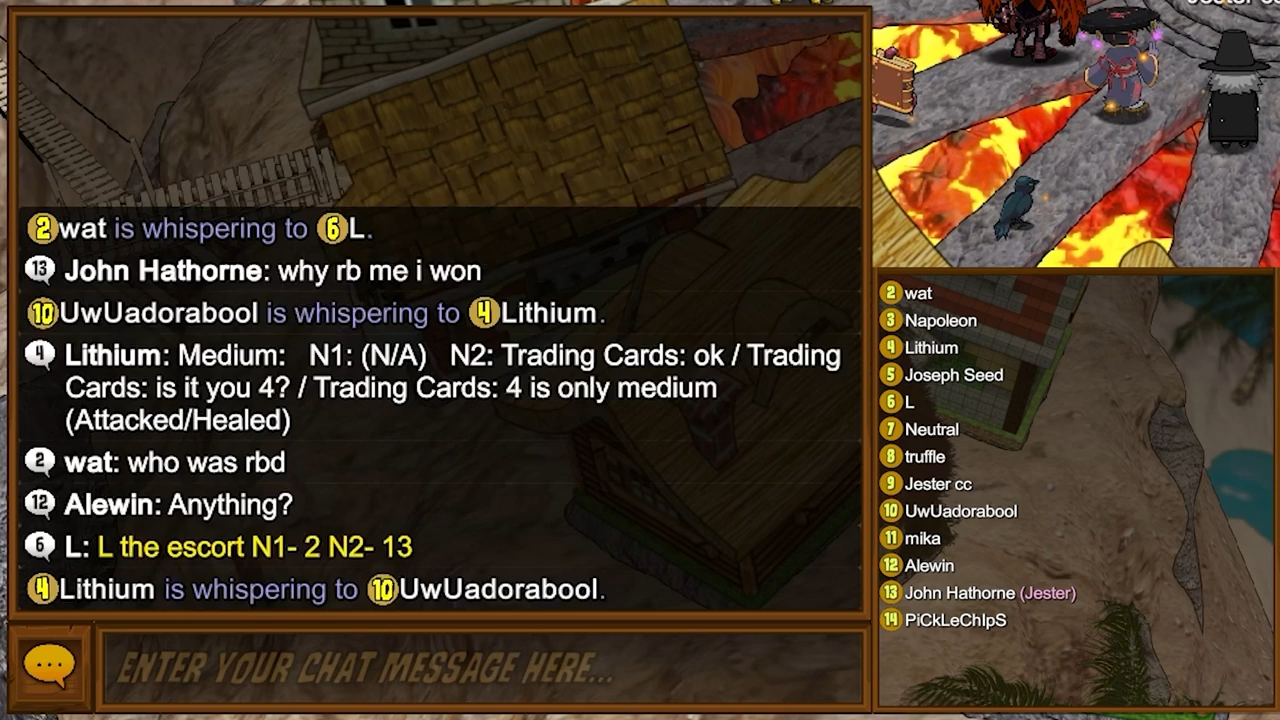 2 wat is whispering to 6 L.
13 John Hathorne: why rb me i won
10 UwUadorabool is whispering to 4 Lithium.
4 Lithium: Medium: N1: (N/A) N2: Trading Cards: ok / Trading
Cards: is it you 4? / Trading Cards: 4 is only medium
(Attacked/Healed)
2 wat: who was rbd
12 Alewin: Anything?
6 L: L the escort N1- 2 N2- 13
4 Lithium is whispering to 10 UwUadorabool.
ENTER YOUR CHAT MESSAGE HERE...
2 wat
3 Napoleon
4 Lithium
5 Joseph Seed
6 L
7 Neutral
8 truffle
9 Jester cc
10 UwUadorabool
11 mika
12 Alewin
13 John Hathorne (Jester)
14 PiCkLeChIpS